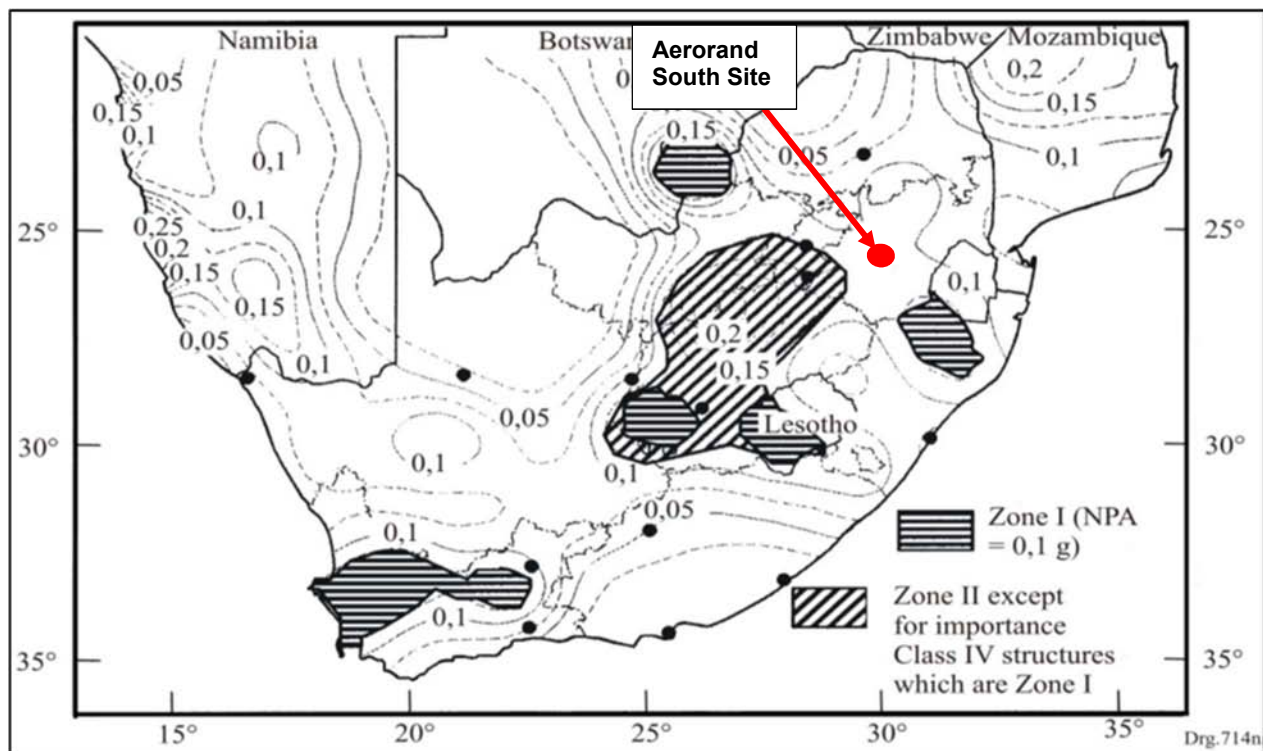 Namibia
Botswa
Aerorand
South Site
Zimbabwe
Mozambique
0,05
0,15
0,1
0,1
0,15
0,05
0,2
0,15
0,1
25°
0,25
0,1
0,2
0,15
0,15
0,05
0,1
0,1
25°
0,2
0,15
0,05
Lesotho
30°
0,1
0,1
30°
0,05
0,1
0,1
Zone I (NPA
= 0,1 g)
Zone II except
for importance
Class IV structures
which are Zone I
35°
35°
15°
20°
25°
30°
35°
Drg.714n